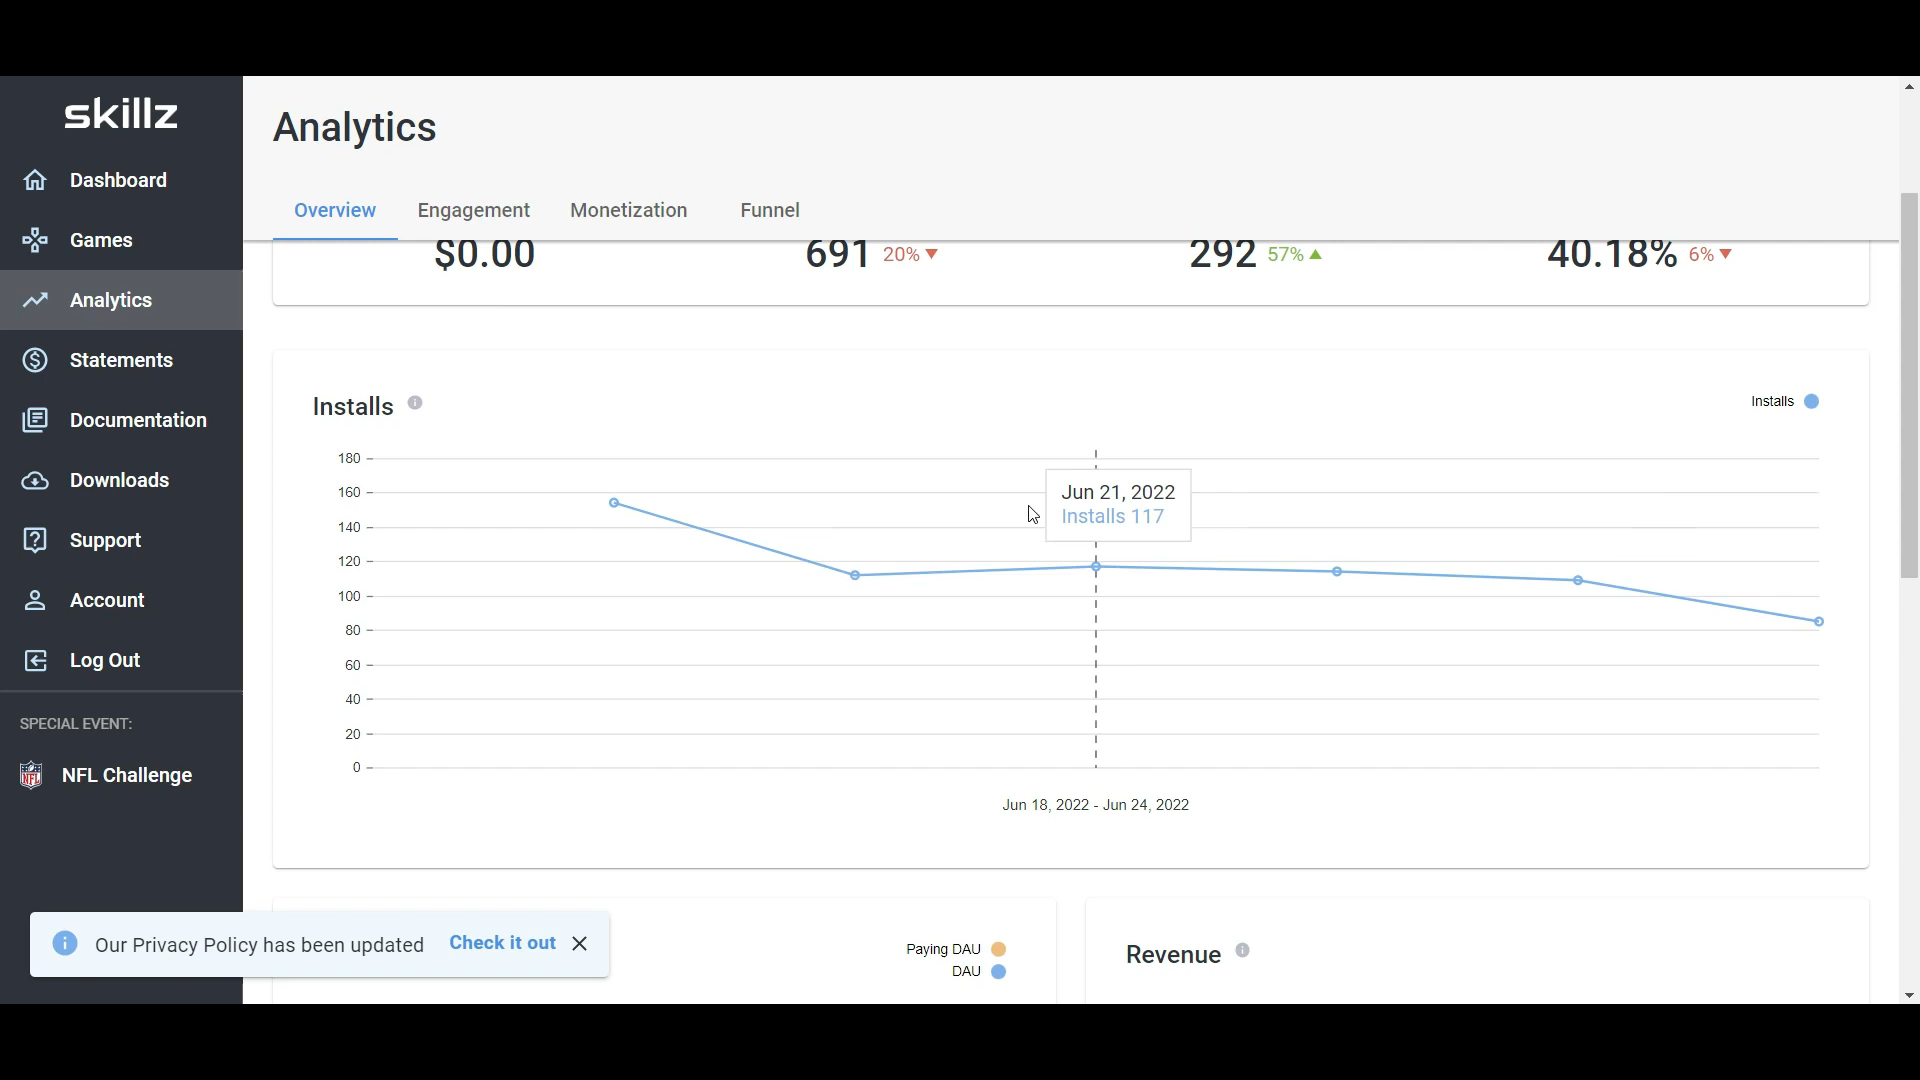 skillz
Dashboard
Games
Analytics
Statements
Documentation
Downloads
Support
Account
Log Out
SPECIAL EVENT:
NFL
NFL Challenge
Analytics
Overview Engagement Monetization Funnel
$0.00 691 20% 292 57% 40.18% 6%
Installs
Installs
180
160
140
120
100
80
60
40
20
0
Jun 21, 2022
Installs 117
Jun 18, 2022 - Jun 24, 2022
Our Privacy Policy has been updated Check it out
Paying DAU
DAU
Revenue